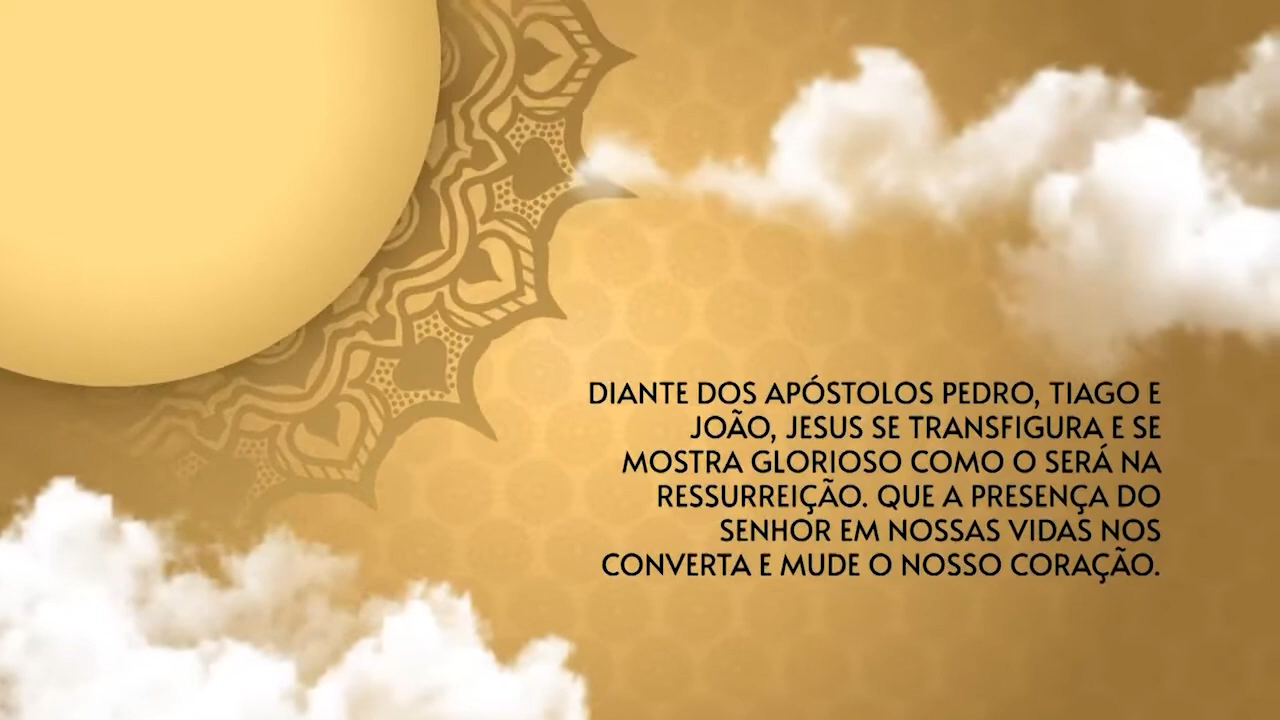 DIANTE DOS APÓSTOLOS PEDRO, TIAGO E
JOÃO, JESUS SE TRANSFIGURA E SE
MOSTRA GLORIOSO COMO O SERÁ NA
RESSURREIÇÃO. QUE A PRESENÇA DO
SENHOR EM NOSSAS VIDAS NOS
CONVERTA E MUDE O NOSSO CORAÇÃO.